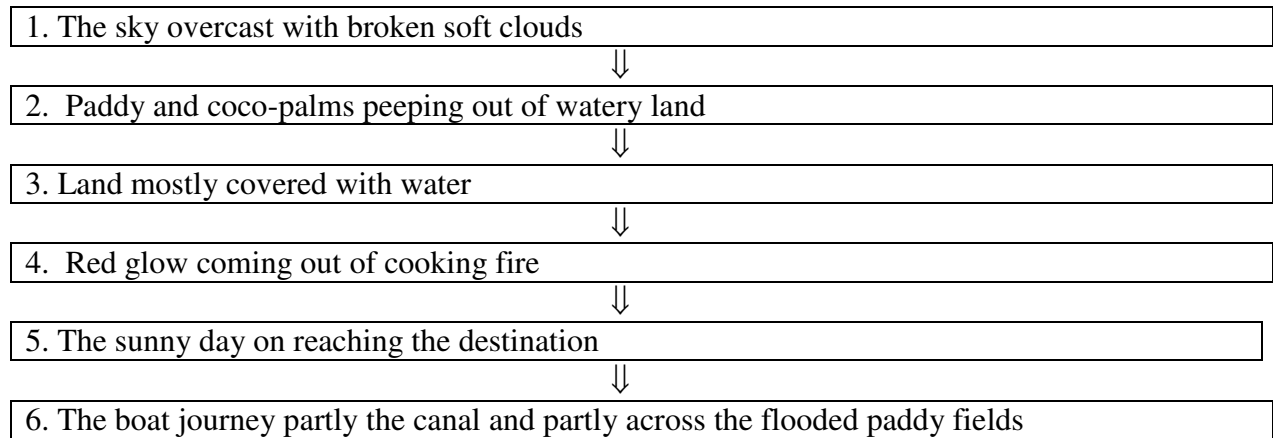 1. The sky overcast with broken soft clouds
⇓
2. Paddy and coco-palms peeping out of watery land
⇓
3. Land mostly covered with water
⇓
4. Red glow coming out of cooking fire
⇓
5. The sunny day on reaching the destination
⇓
6. The boat journey partly the canal and partly across the flooded paddy fields